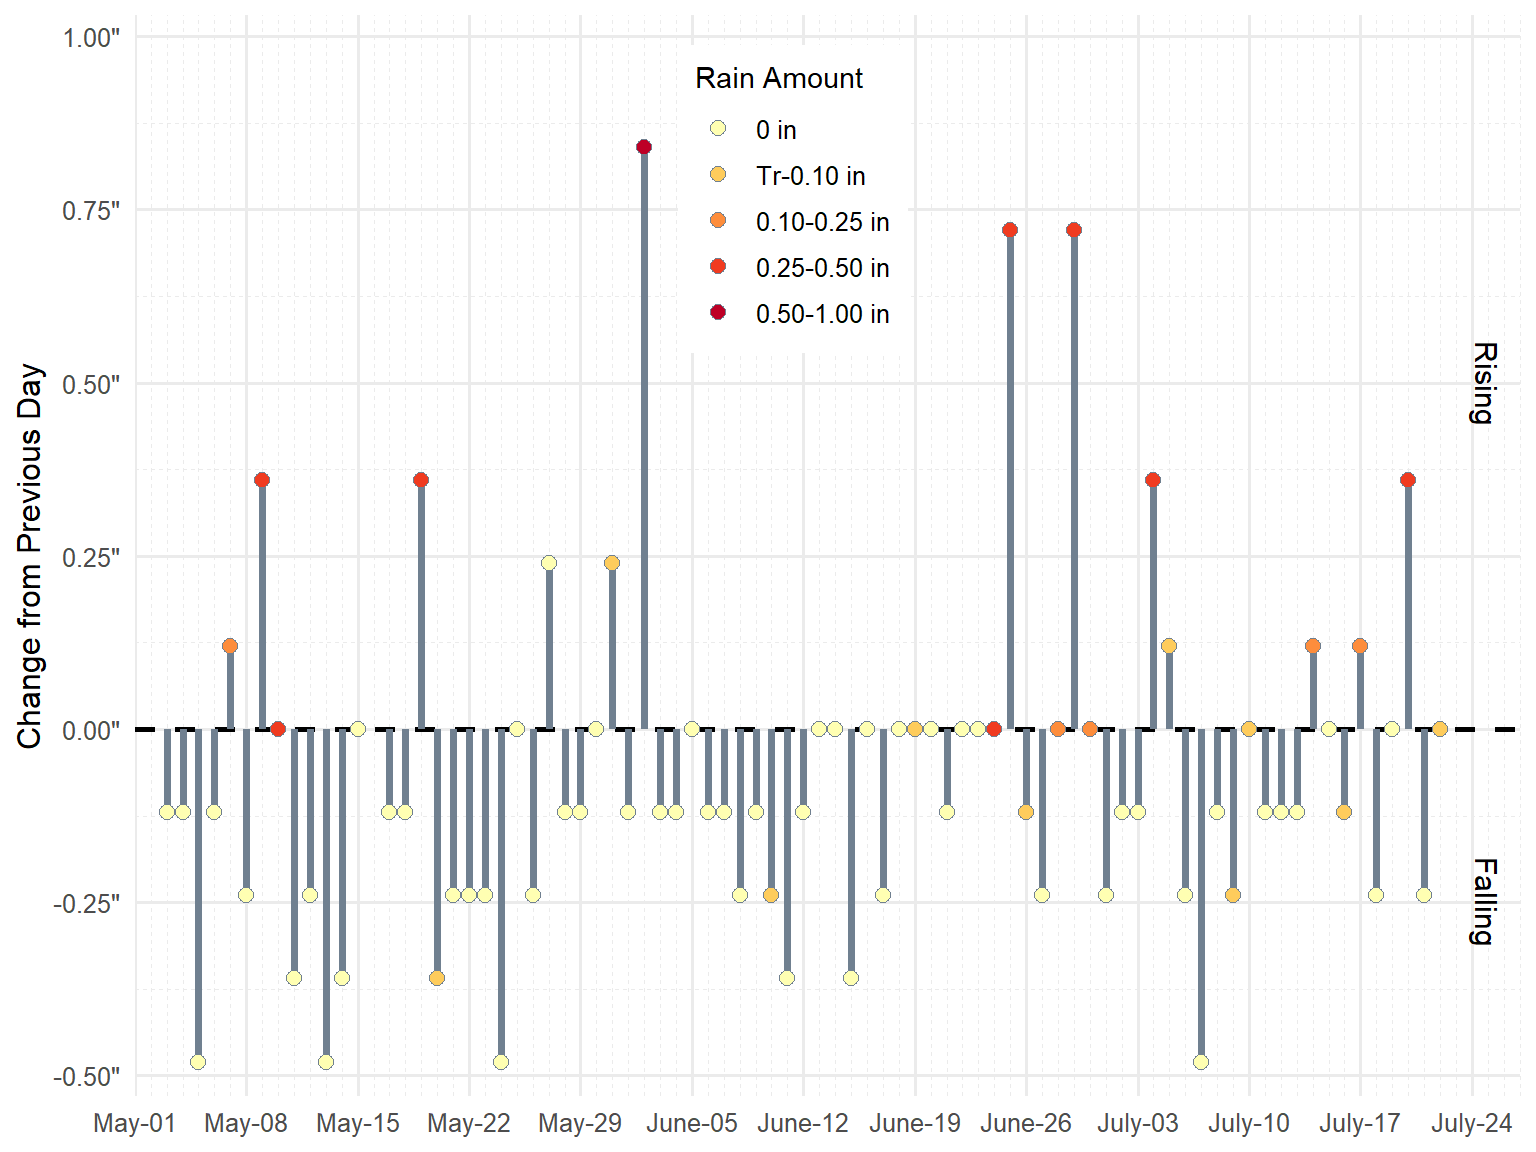 1.00"
0.75"
0.50"
0.25"
0.00"
-0.25"
-0.50"
Change from Previous Day
Rain Amount
0 in
Tr-0.10 in
0.10-0.25 in
0.25-0.50 in
0.50-1.00 in
Rising
Falling
May-01 May-08 May-15 May-22 May-29 June-05 June-12 June-19 June-26 July-03 July-10 July-17 July-24